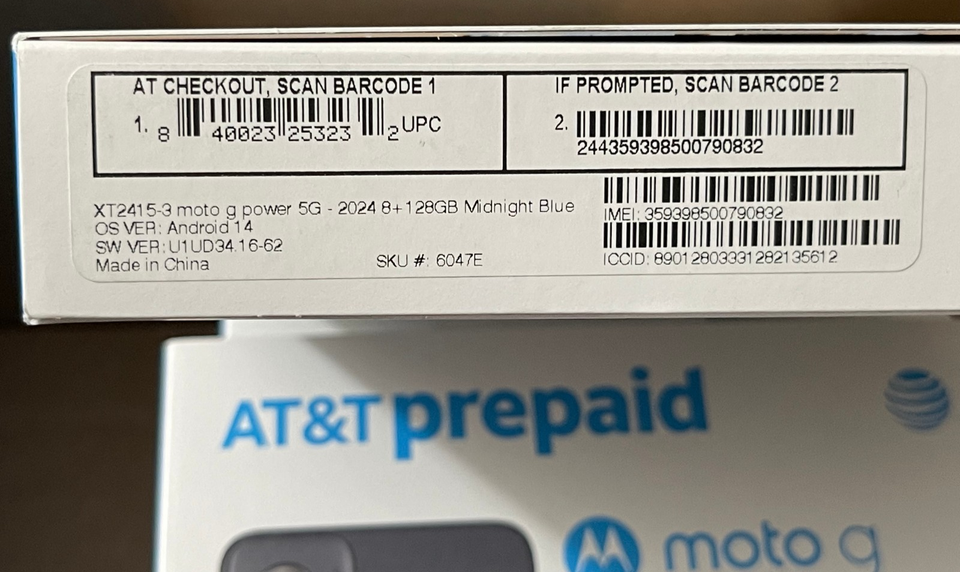 AT CHECKOUT, SCAN BARCODE 1
1. 8 40023 25323 2 UPC
IF PROMPTED, SCAN BARCODE 2
2.
244359398500790832
XT2415-3 moto g power 5G - 2024 8+128GB Midnight Blue
OS VER: Android 14
SW VER: U1UD34.16-62
Made in China
SKU #: 6047E
IMEI: 359398500790832
ICCID: 89012803331282135612
AT&T prepaid
moto g